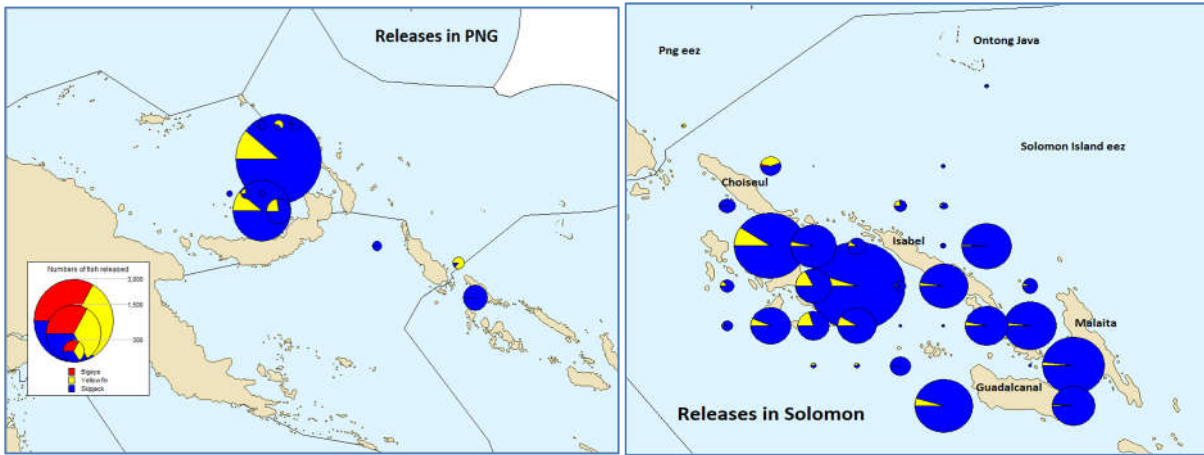 Releases in PNG
Numbers of fish released
3,000
1,500
300
Bigeye
Yellowfin
Skipjack
Png eez
Ontong Java
Solomon Island eez
Choiseul
Isabel
Malaita
Guadalcanal
Releases in Solomon